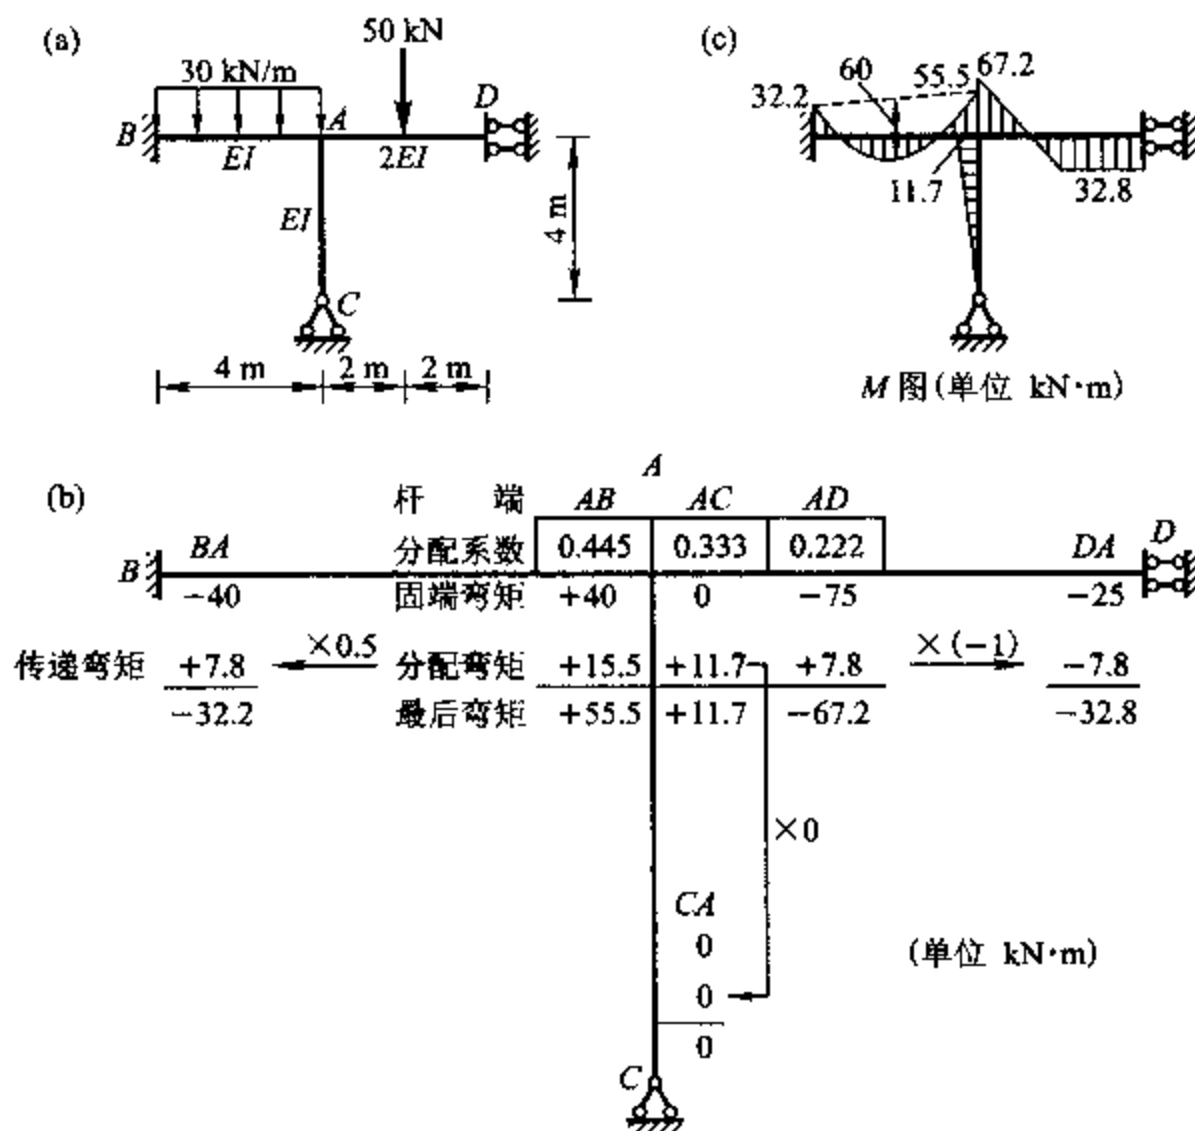 (a)
50 kN
30 kN/m
B
A
D
EI
2EI
EI
4 m
C
4 m
2 m
2 m
(c)
32.2
60
55.5
67.2
11.7
32.8
M 图(单位 kN·m)
(b)
A
杆 端 AB AC AD
BA 分配系数 0.445 0.333 0.222 DA D
B
−40 固端弯矩 +40 0 −75 −25
传递弯矩 +7.8 ×0.5 分配弯矩 +15.5 +11.7 +7.8 ×(−1) −7.8
−32.2 最后弯矩 +55.5 +11.7 −67.2 −32.8
×0
CA
0
(单位 kN·m)
0
0
C